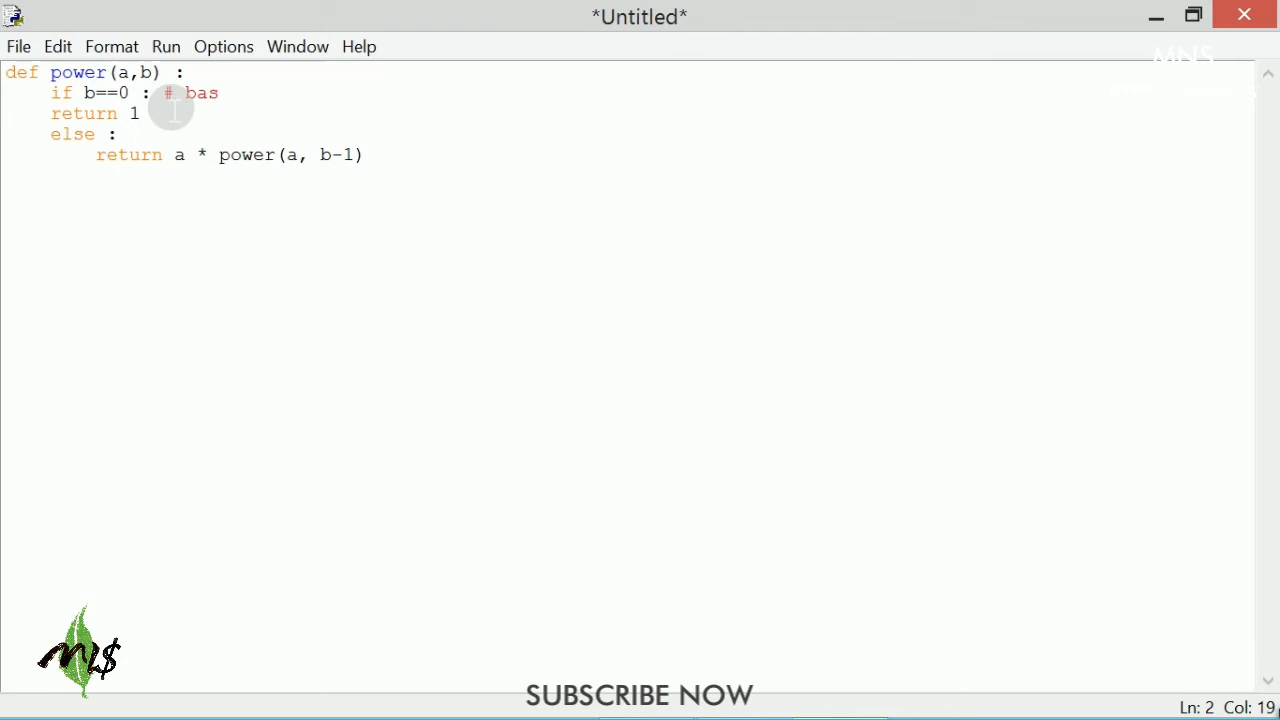 *Untitled*
File Edit Format Run Options Window Help
MNS
def power(a,b) :
    if b==0 : # bas
    return 1
    else :
        return a * power(a, b-1)
SUBSCRIBE NOW
Ln: 2 Col: 19